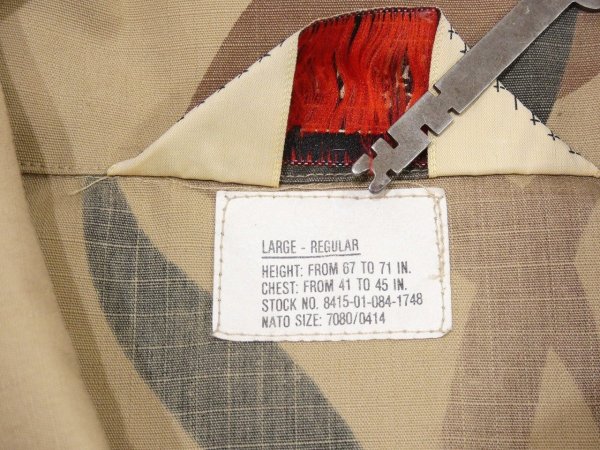 LARGE - REGULAR
HEIGHT: FROM 67 TO 71 IN.
CHEST: FROM 41 TO 45 IN.
STOCK NO. 8415-01-084-1748
NATO SIZE: 7080/0414